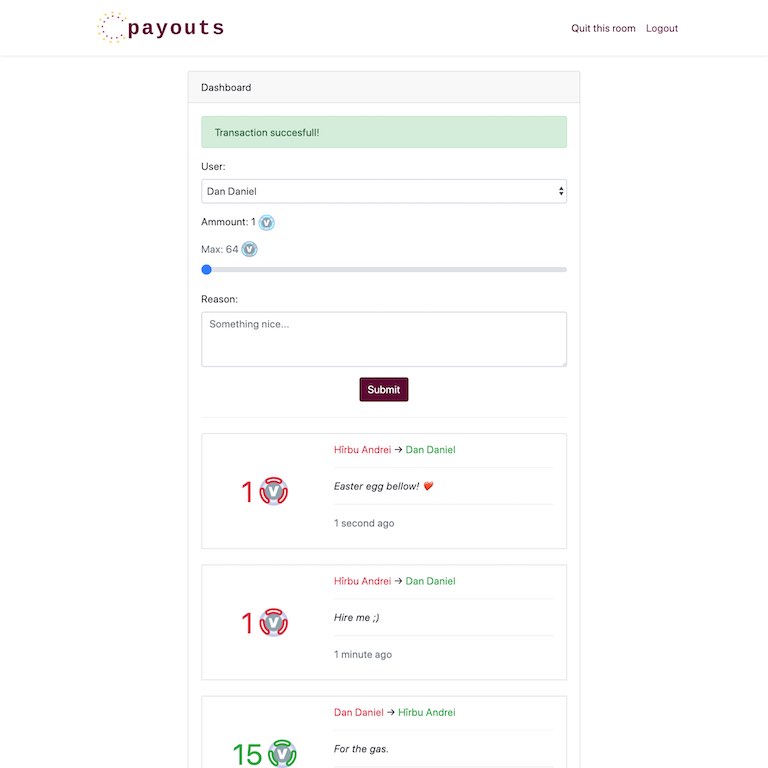 payouts
Quit this room Logout
Dashboard
Transaction succesfull!
User:
Dan Daniel
Ammount: 1 V
Max: 64 V
Reason:
Something nice...
Submit
Hîrbu Andrei → Dan Daniel
1 V
Easter egg bellow! ❤️
1 second ago
Hîrbu Andrei → Dan Daniel
1 V
Hire me ;)
1 minute ago
Dan Daniel → Hîrbu Andrei
15 V
For the gas.